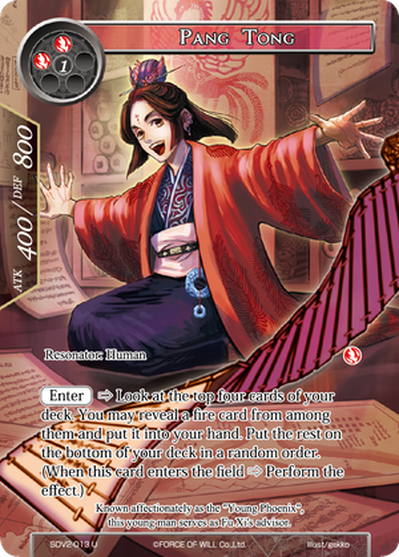 Pang Tong
1
ATK 400 / DEF 800
Resonator: Human
Enter ⇨ Look at the top four cards of your
deck. You may reveal a fire card from among
them and put it into your hand. Put the rest on
the bottom of your deck in a random order.
(When this card enters the field ⇨ Perform the
effect.)
Known affectionately as the "Young Phoenix",
this young-man serves as Fu Xi's advisor.
SDV2-013 U ©FORCE OF WILL Co.,Ltd. Illust/gekko